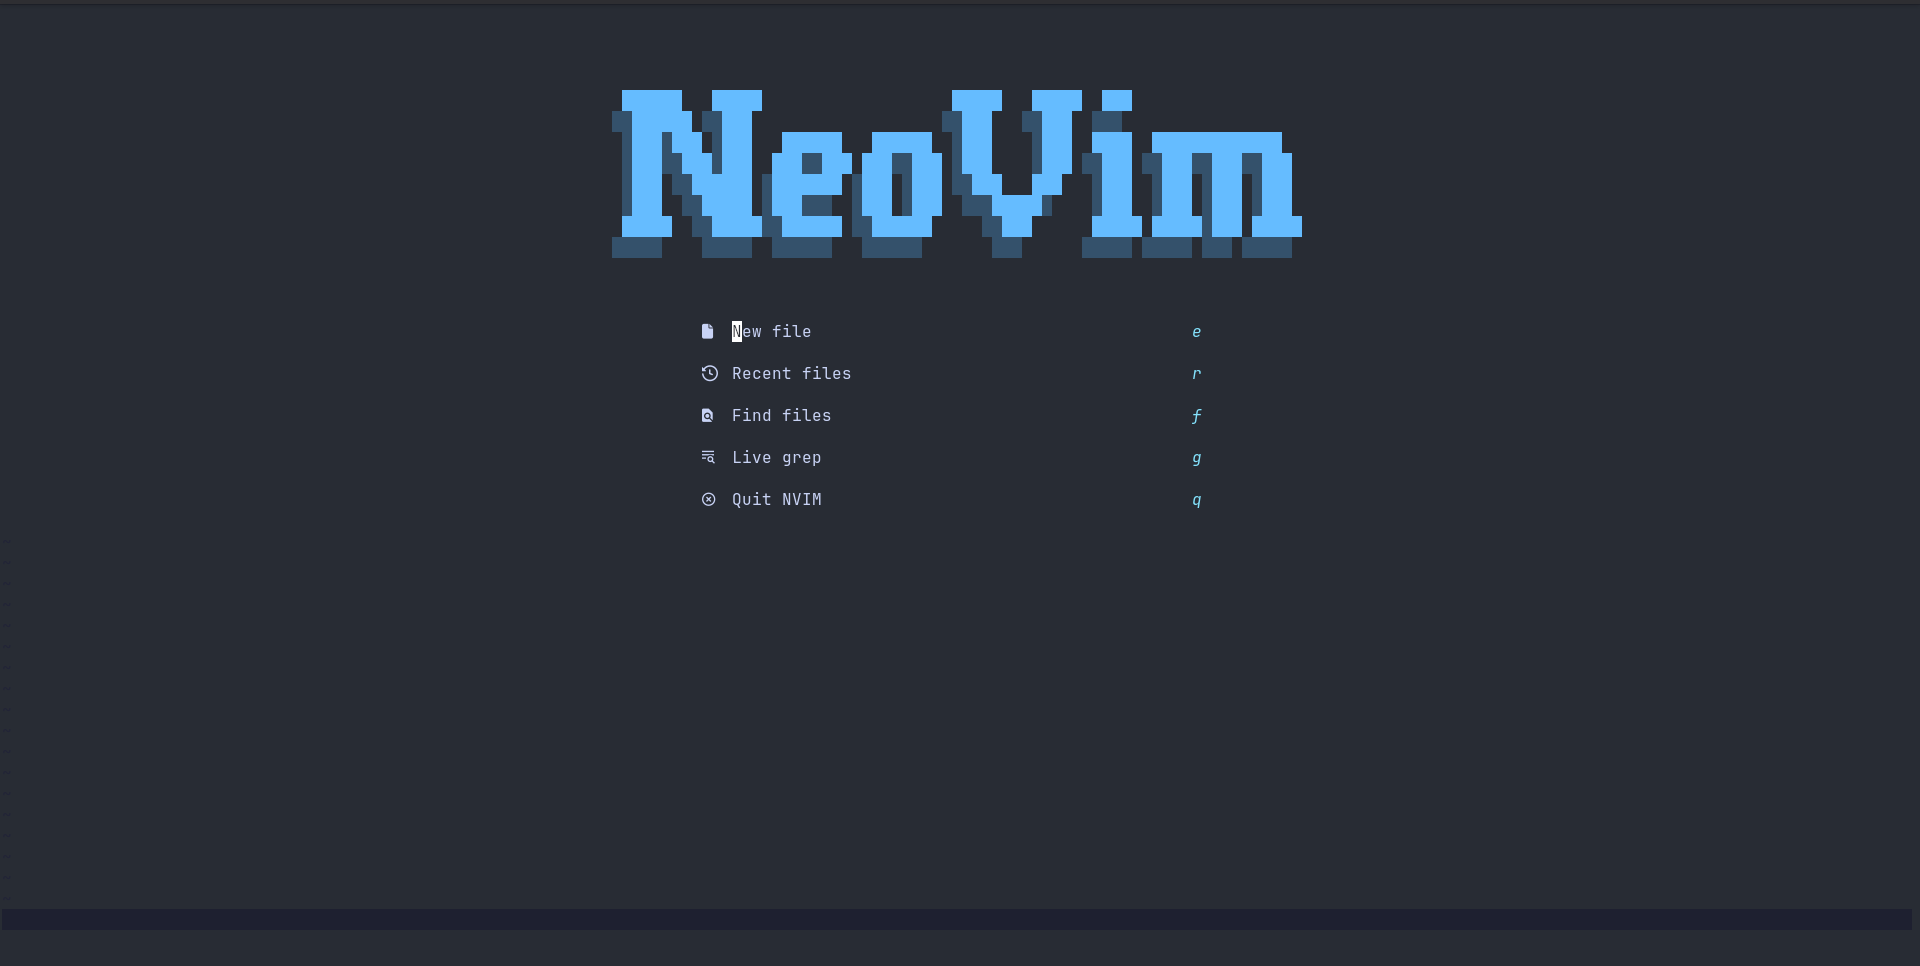 NeoVim
New file e
Recent files r
Find files f
Live grep g
Quit NVIM q